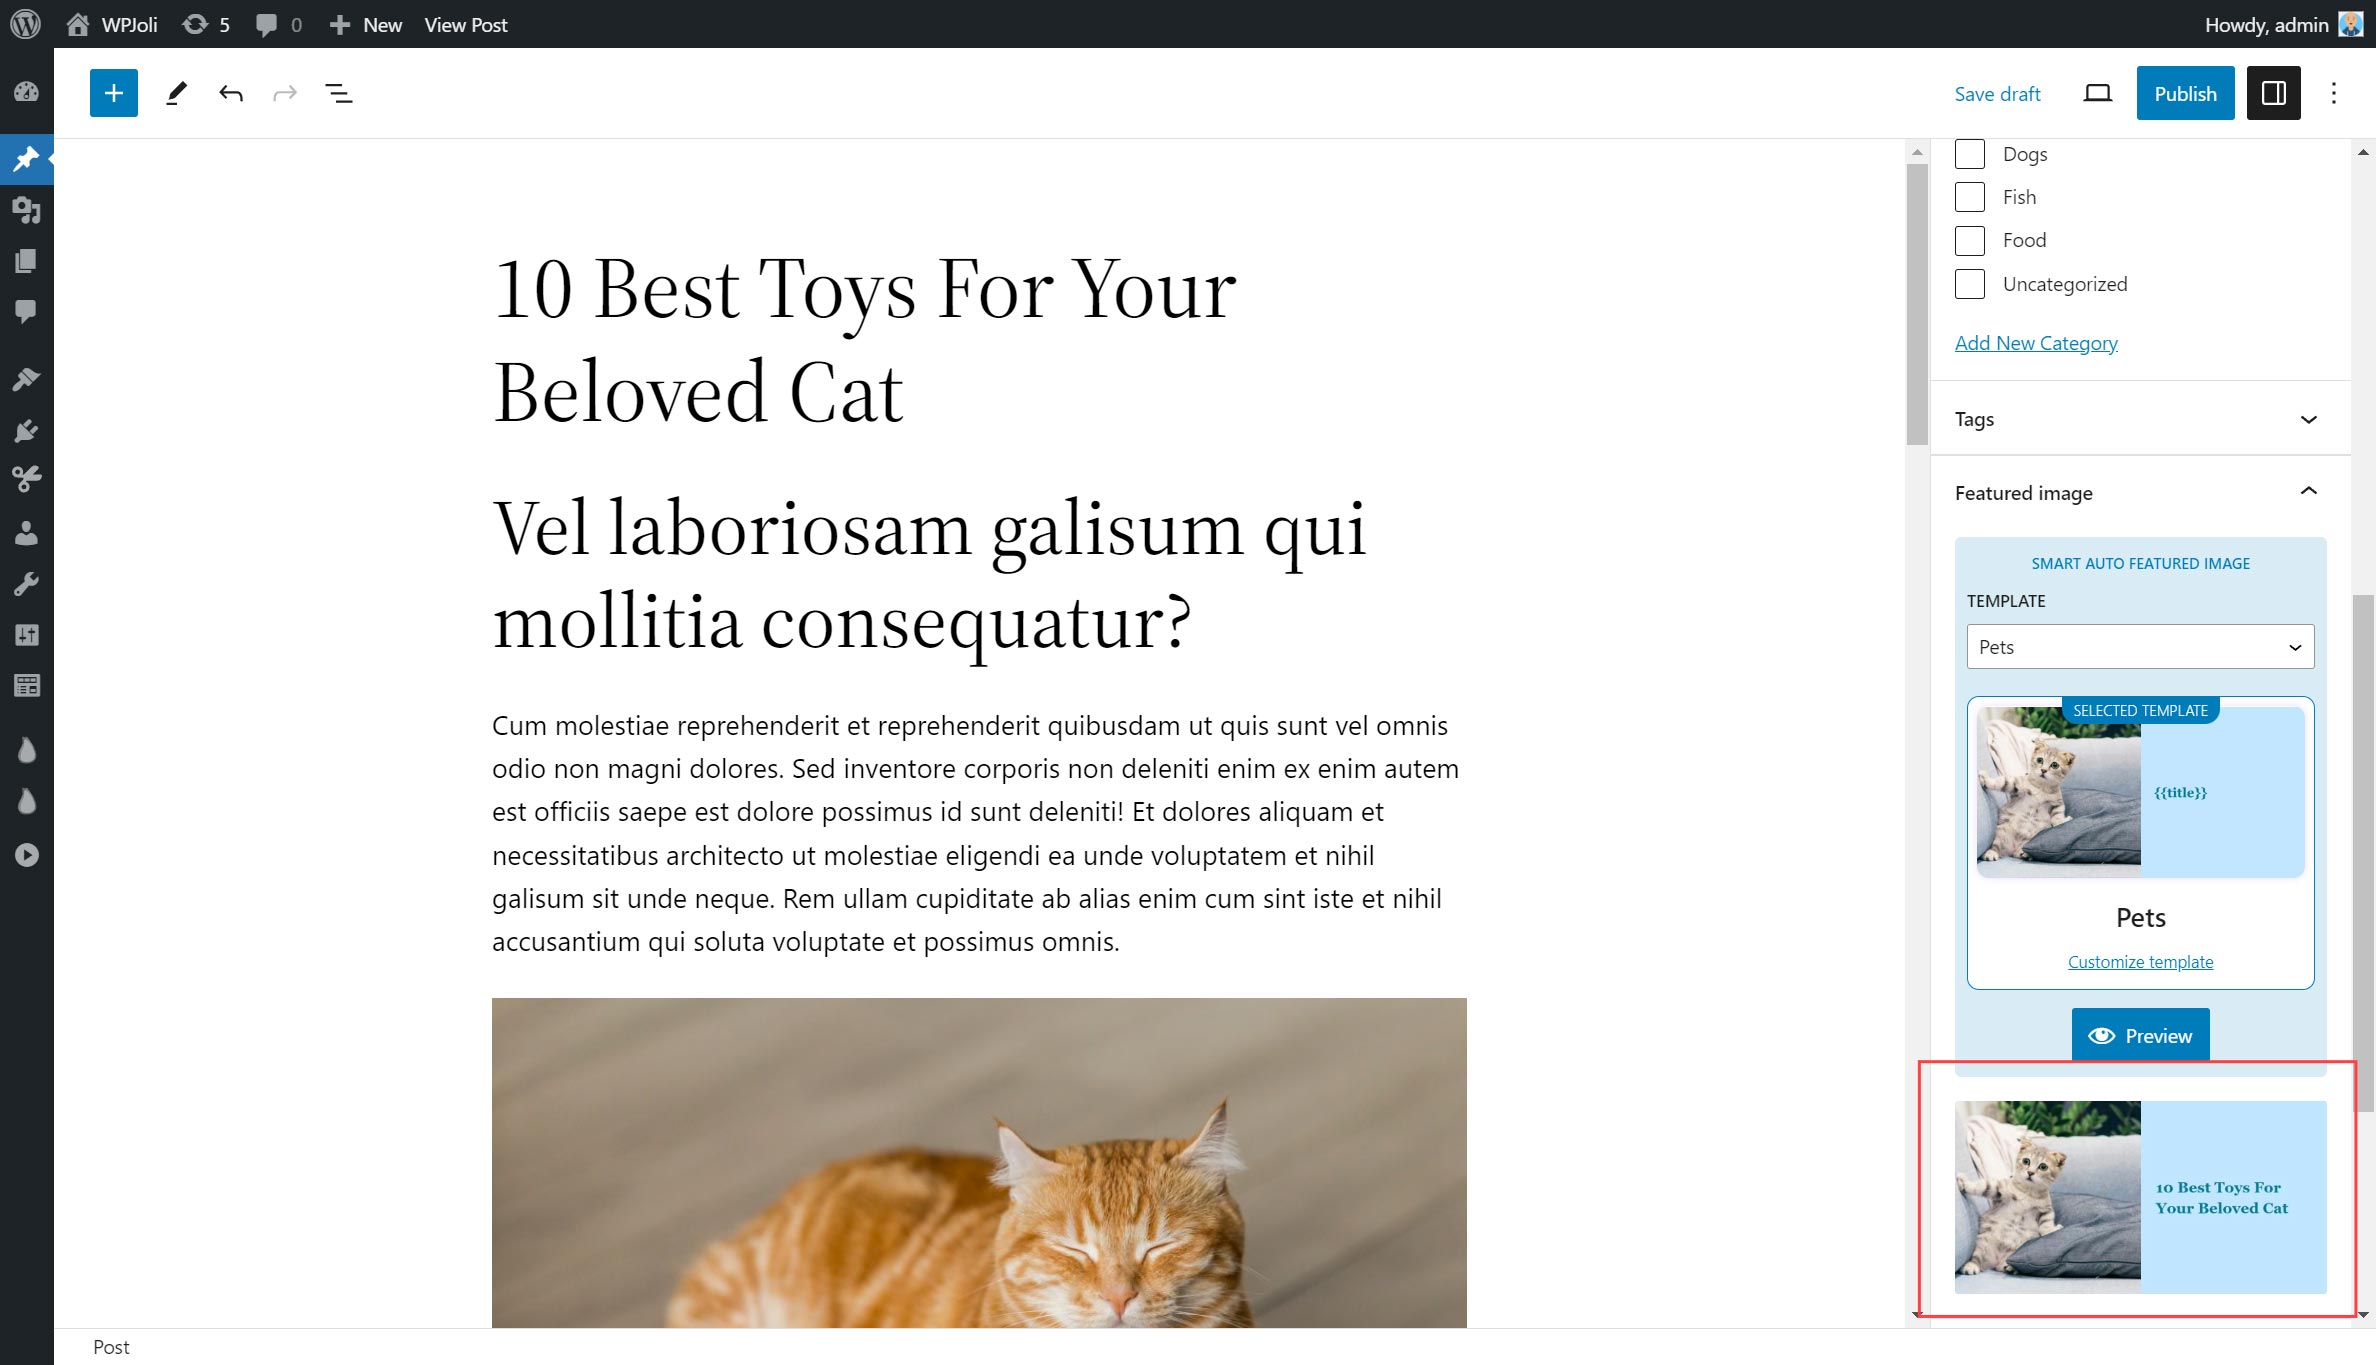 WPJoli 5 0 New View Post Howdy, admin
Save draft Publish
10 Best Toys For Your
Beloved Cat
Vel laboriosam galisum qui
mollitia consequatur?
Cum molestiae reprehenderit et reprehenderit quibusdam ut quis sunt vel omnis
odio non magni dolores. Sed inventore corporis non deleniti enim ex enim autem
est officiis saepe est dolore possimus id sunt deleniti! Et dolores aliquam et
necessitatibus architecto ut molestiae eligendi ea unde voluptatem et nihil
galisum sit unde neque. Rem ullam cupiditate ab alias enim cum sint iste et nihil
accusantium qui soluta voluptate et possimus omnis.
Dogs
Fish
Food
Uncategorized
Add New Category
Tags
Featured image
SMART AUTO FEATURED IMAGE
TEMPLATE
Pets
SELECTED TEMPLATE
{{title}}
Pets
Customize template
Preview
10 Best Toys For
Your Beloved Cat
Post